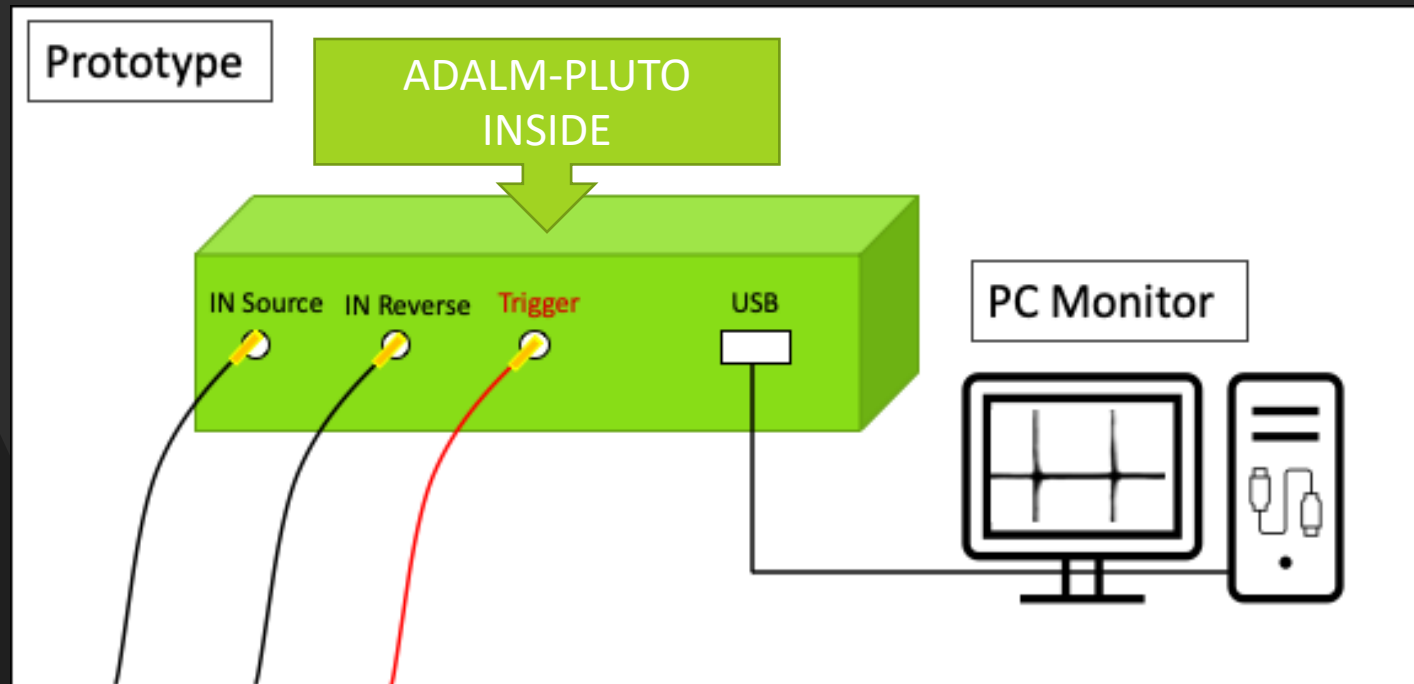 Prototype
ADALM-PLUTO
INSIDE
IN Source
IN Reverse
Trigger
USB
PC Monitor